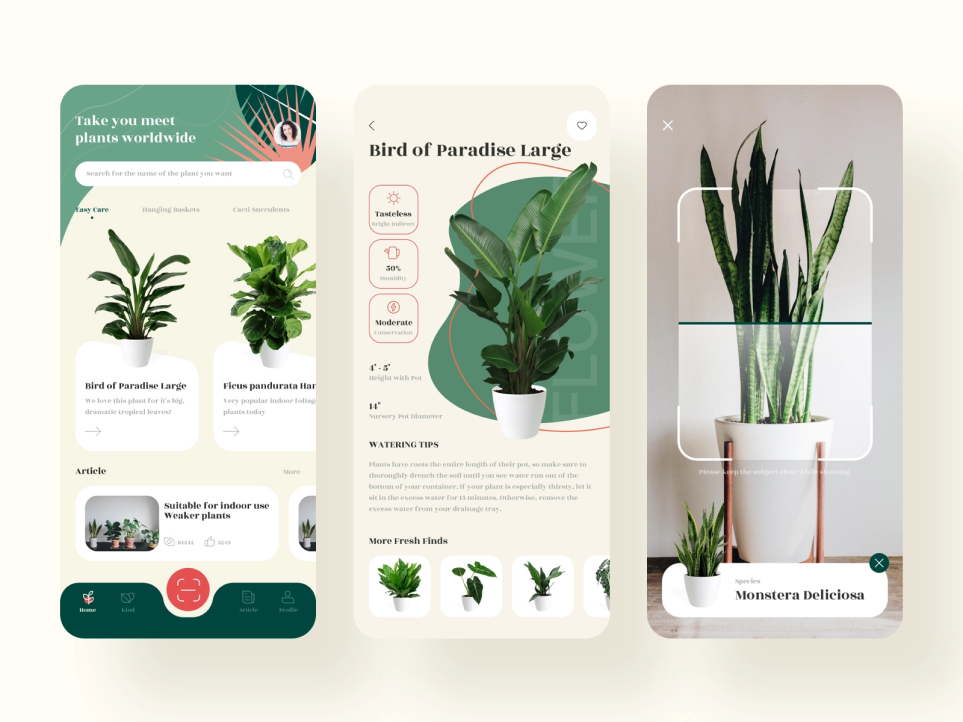 Take you meet
plants worldwide
Search for the name of the plant you want
Easy Care
Hanging Baskets
Cacti Succulents
Bird of Paradise Large
We love this plant for it's big,
dramatic tropical leaves!
Ficus pandurata Har
Very popular indoor foliag
plants today
Article
More
Suitable for indoor use
Weaker plants
Home
Kind
Article
Profile
Bird of Paradise Large
Tasteless
Bright Indirect
50%
Humidity
Moderate
Conservation
FLOWER
4' - 5'
Height with Pot
14"
Nursery Pot Diameter
WATERING TIPS
Plants have roots the entire length of their pot, so make sure to
thoroughly drench the soil until you see water run out of the
bottom of your container. If your plant is especially thirsty, let it
sit in the excess water for 15 minutes. Otherwise, remove the
excess water from your drainage tray.
More Fresh Finds
Please keep the subject clear while shooting
Species
Monstera Deliciosa